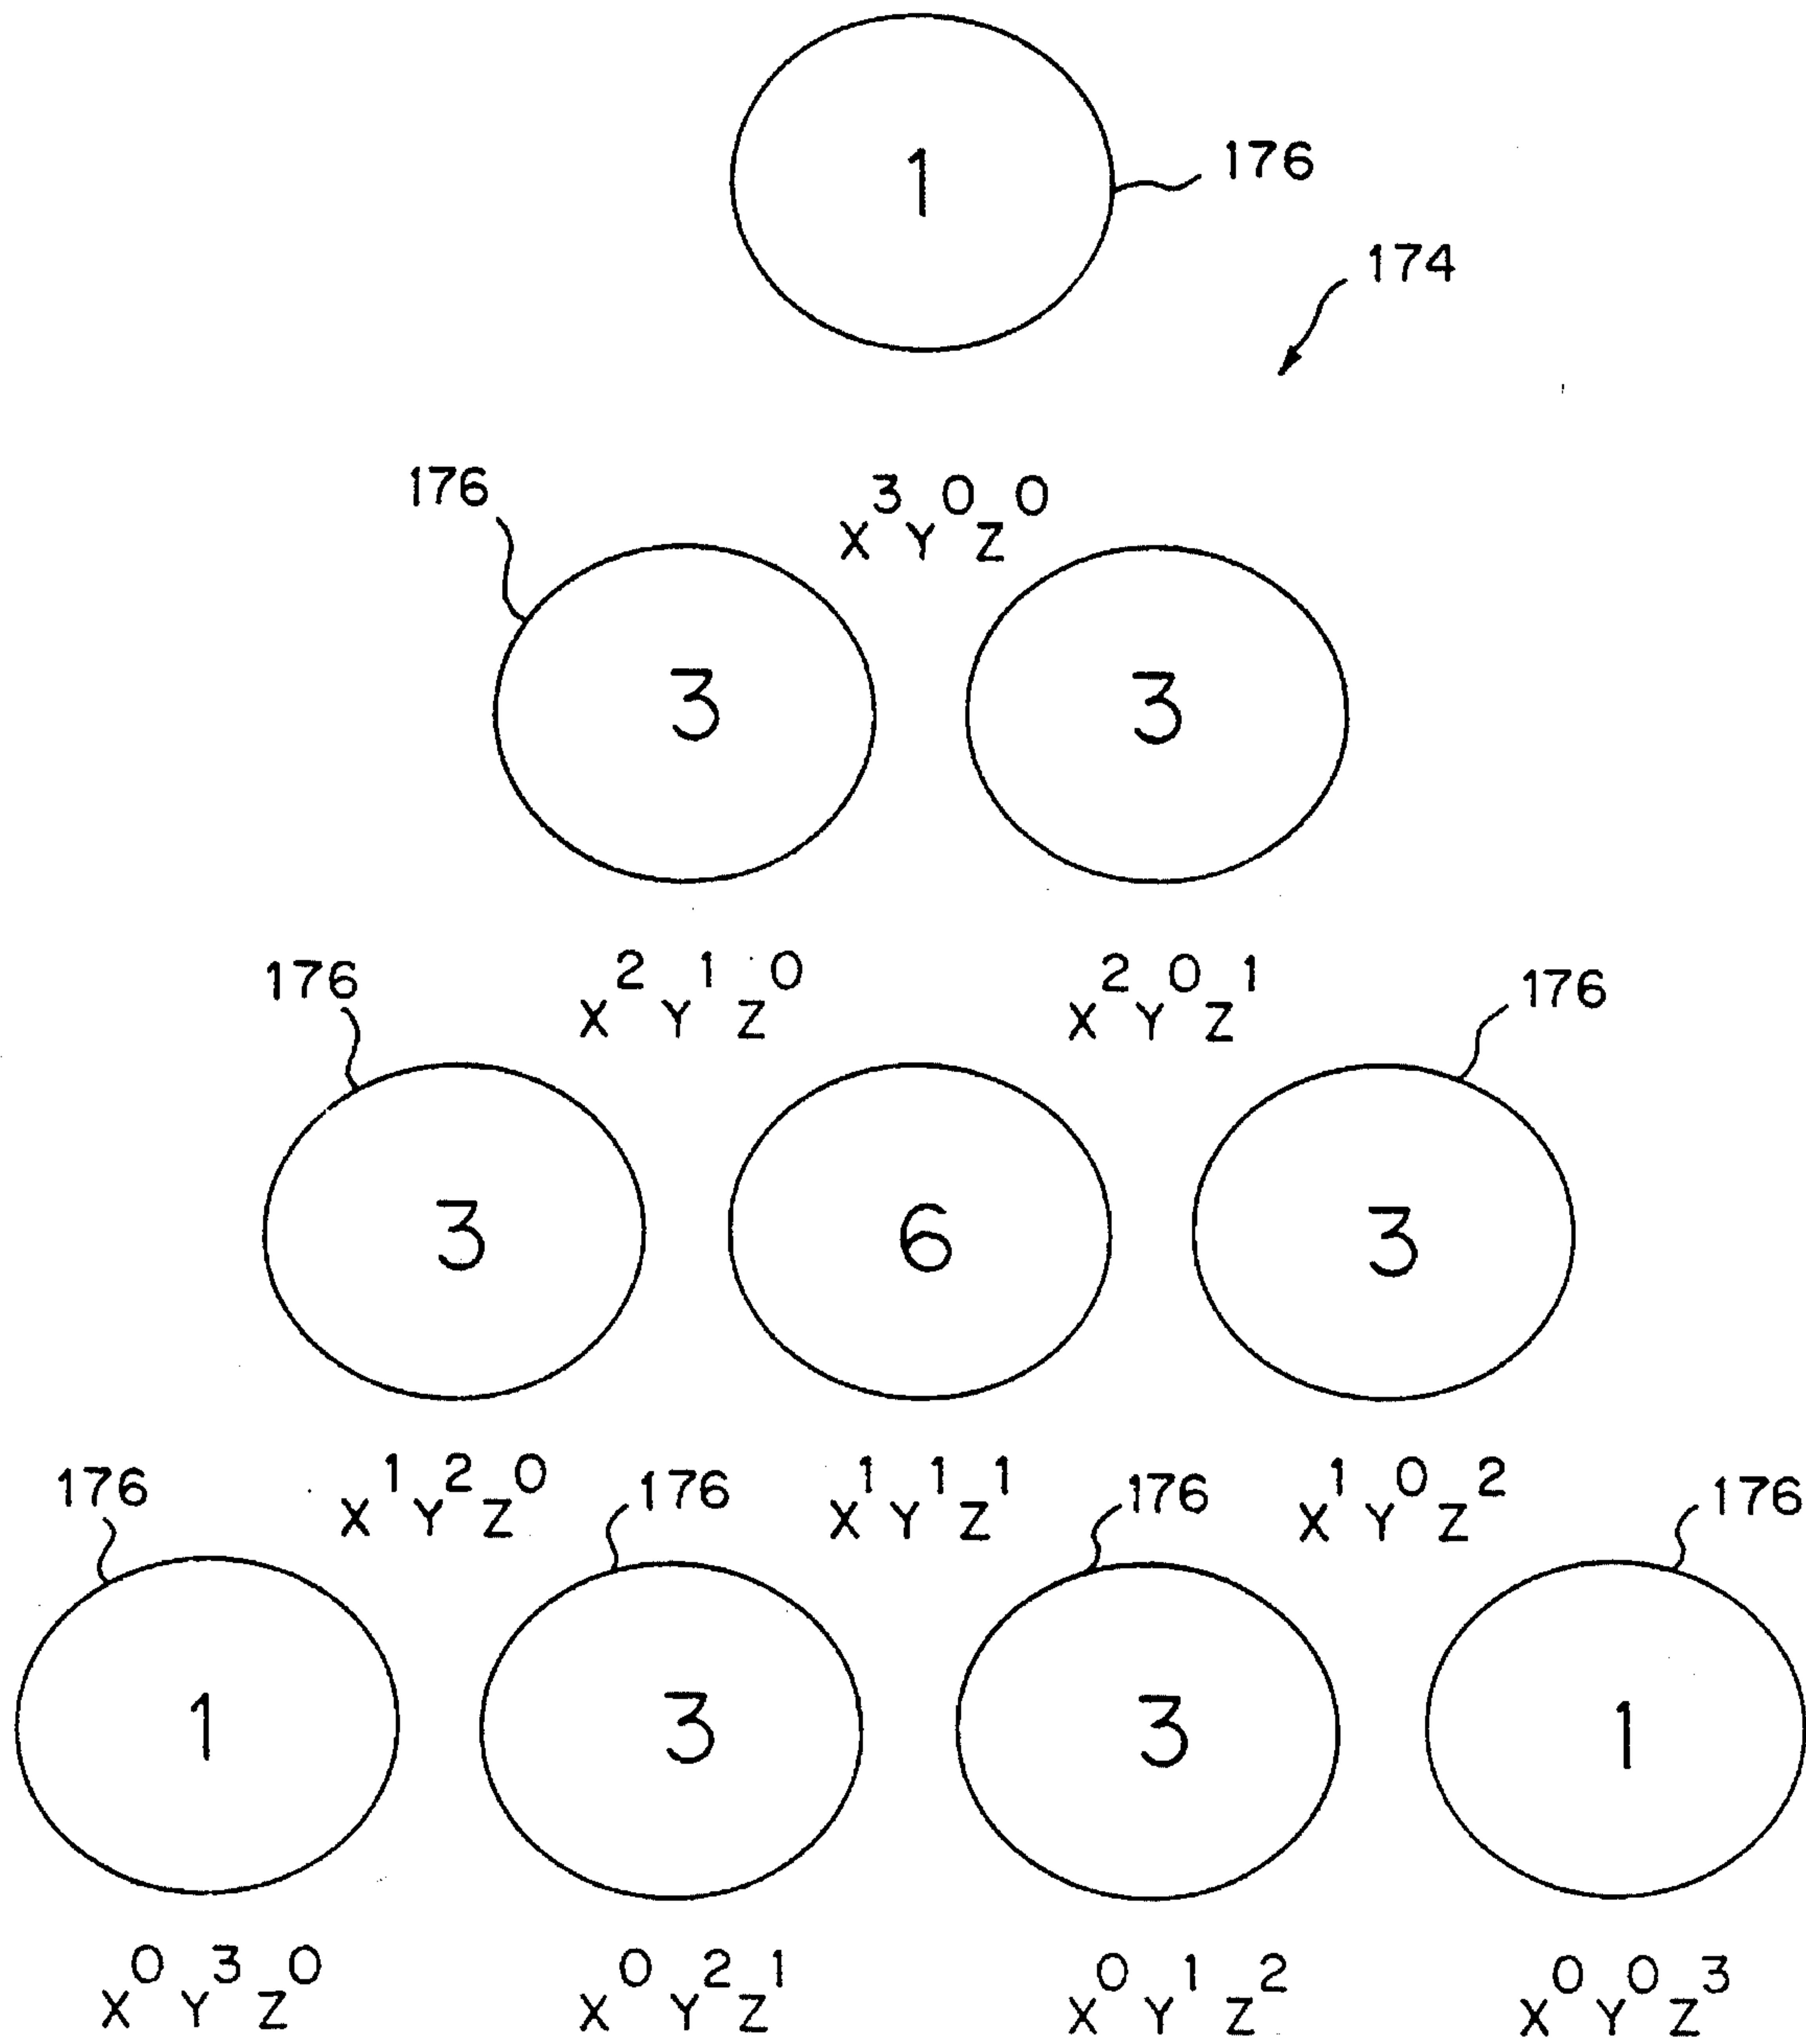 1
176
174
176
X³Y⁰Z⁰
3 3
176
X²Y¹Z⁰ X²Y⁰Z¹
176
3 6 3
176 X¹Y²Z⁰ 176 X¹Y¹Z¹ 176 X¹Y⁰Z² 176
1 3 3 1
X⁰Y³Z⁰ X⁰Y²Z¹ X⁰Y¹Z² X⁰Y⁰Z³